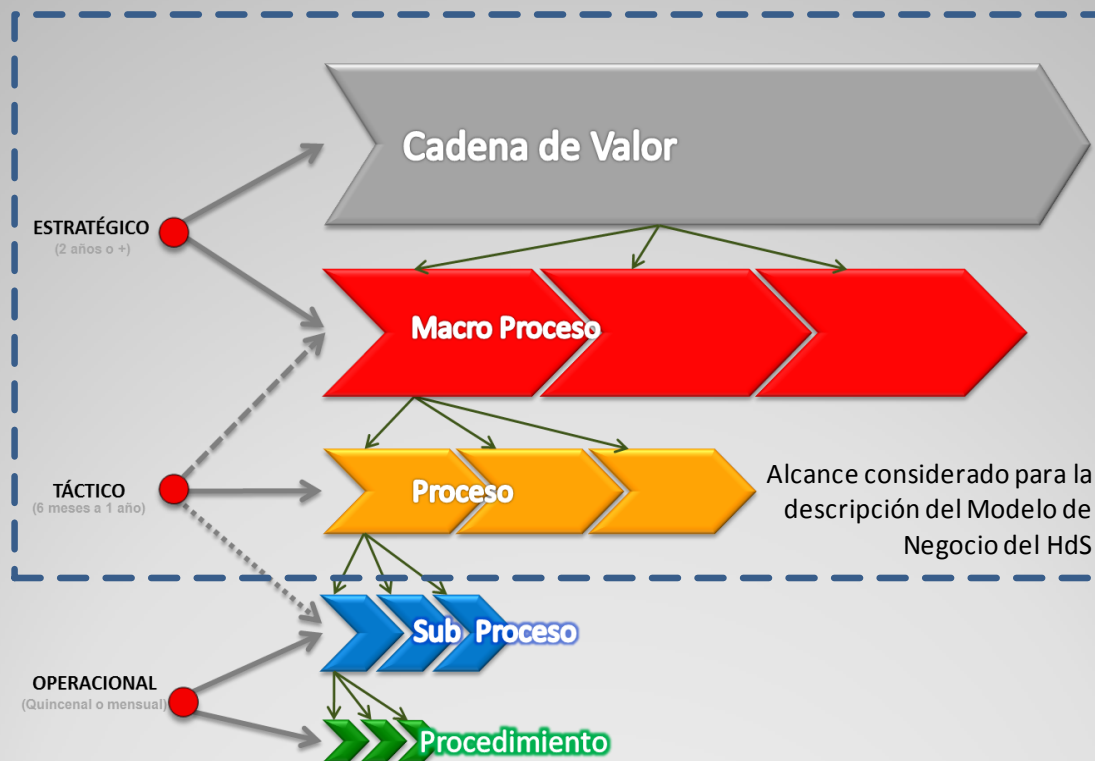 Cadena de Valor
ESTRATÉGICO
(2 años o +)
Macro Proceso
TÁCTICO
(6 meses a 1 año)
Proceso
Alcance considerado para la
descripción del Modelo de
Negocio del HdS
Sub Proceso
OPERACIONAL
(Quincenal o mensual)
Procedimiento